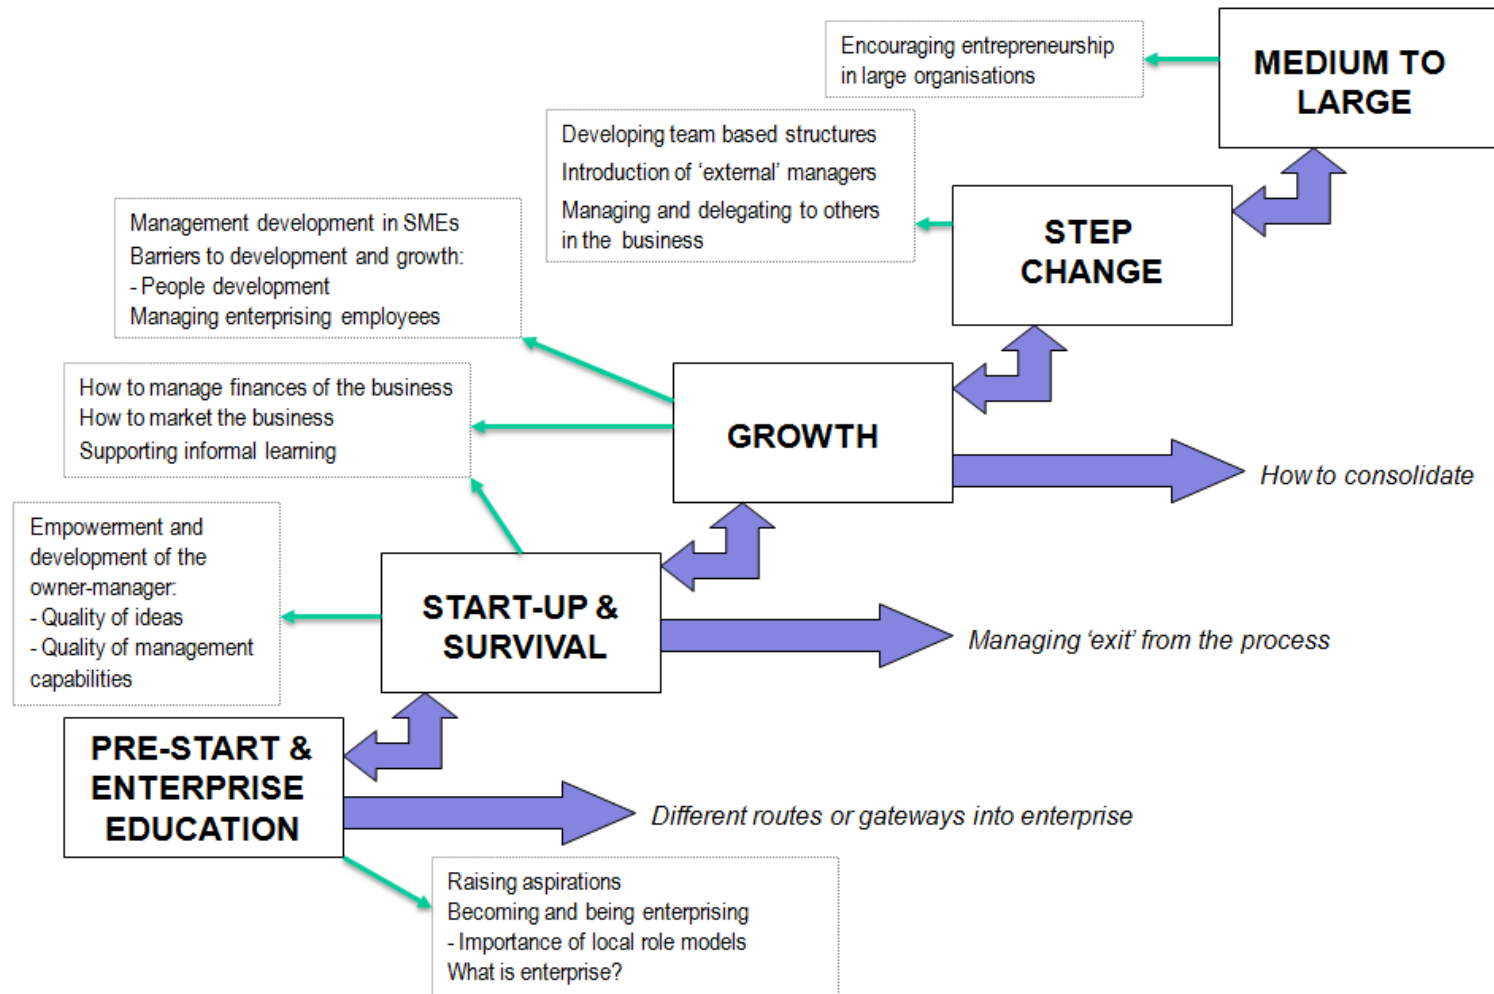 Encouraging entrepreneurship
in large organisations
MEDIUM TO
LARGE
Developing team based structures
Introduction of ‘external’ managers
Managing and delegating to others
in the business
STEP
CHANGE
Management development in SMEs
Barriers to development and growth:
- People development
Managing enterprising employees
How to manage finances of the business
How to market the business
Supporting informal learning
GROWTH
How to consolidate
Empowerment and
development of the
owner-manager:
- Quality of ideas
- Quality of management
capabilities
START-UP &
SURVIVAL
Managing ‘exit’ from the process
PRE-START &
ENTERPRISE
EDUCATION
Different routes or gateways into enterprise
Raising aspirations
Becoming and being enterprising
- Importance of local role models
What is enterprise?